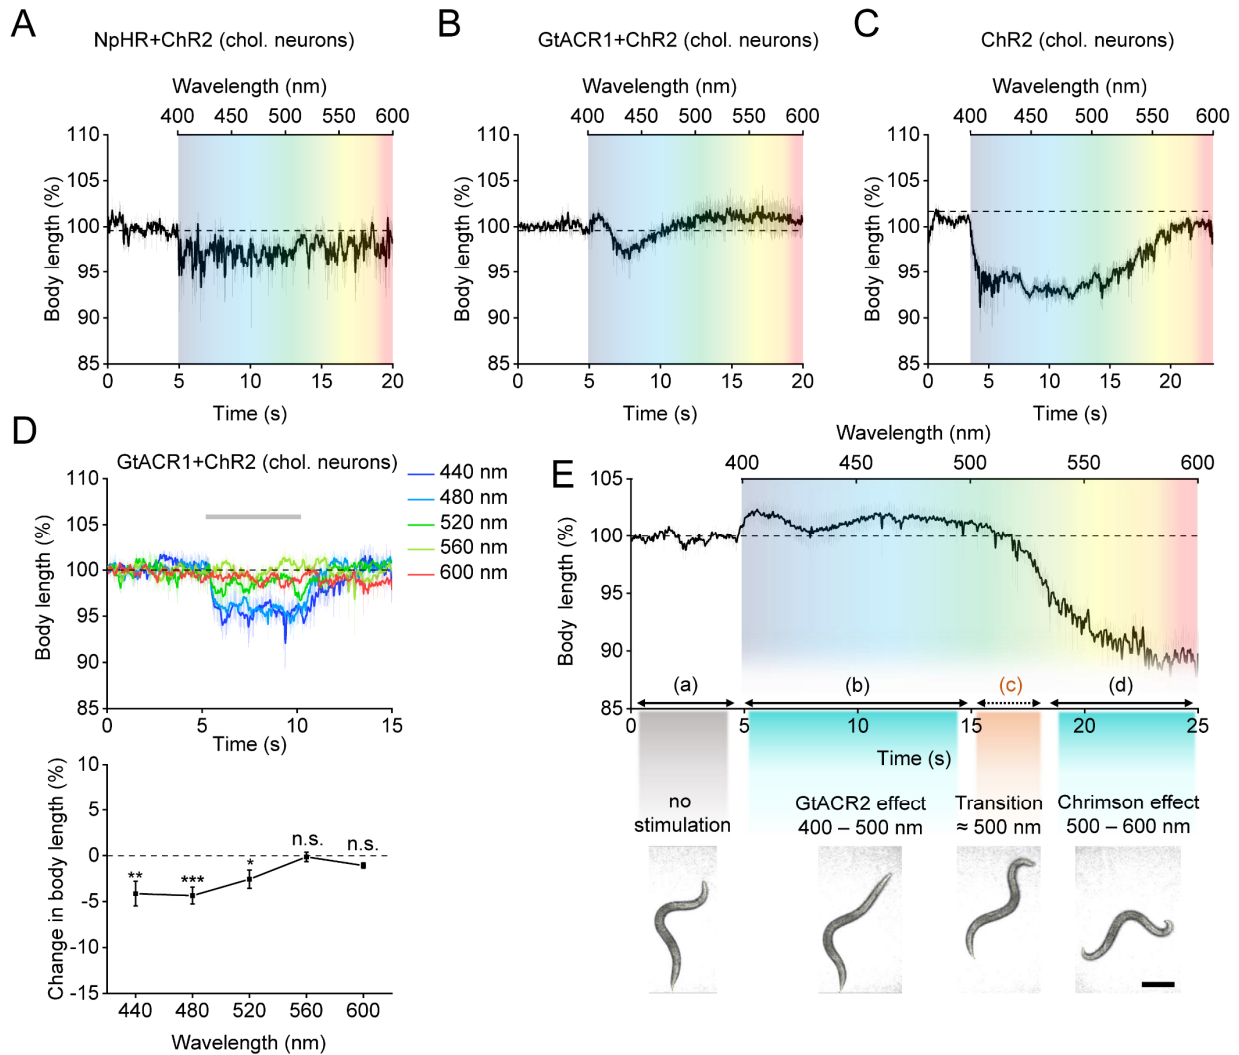 A
NpHR+ChR2 (chol. neurons)
Wavelength (nm)
400 450 500 550 600
110
105
100
95
90
85
Body length (%)
0 5 10 15 20
Time (s)
B
GtACR1+ChR2 (chol. neurons)
Wavelength (nm)
400 450 500 550 600
110
105
100
95
90
85
Body length (%)
0 5 10 15 20
Time (s)
C
ChR2 (chol. neurons)
Wavelength (nm)
400 450 500 550 600
110
105
100
95
90
85
Body length (%)
0 5 10 15 20
Time (s)
D
GtACR1+ChR2 (chol. neurons)
440 nm
480 nm
520 nm
560 nm
600 nm
110
105
100
95
90
85
Body length (%)
0 5 10 15
Time (s)
10
5
0
-5
-10
-15
Change in body length (%)
** *** * n.s. n.s.
440 480 520 560 600
Wavelength (nm)
E
Wavelength (nm)
400 450 500 550 600
105
100
95
90
85
Body length (%)
(a) (b) (c) (d)
0 5 10 15 20 25
Time (s)
no
stimulation
GtACR2 effect
400 – 500 nm
Transition
≈ 500 nm
Chrimson effect
500 – 600 nm